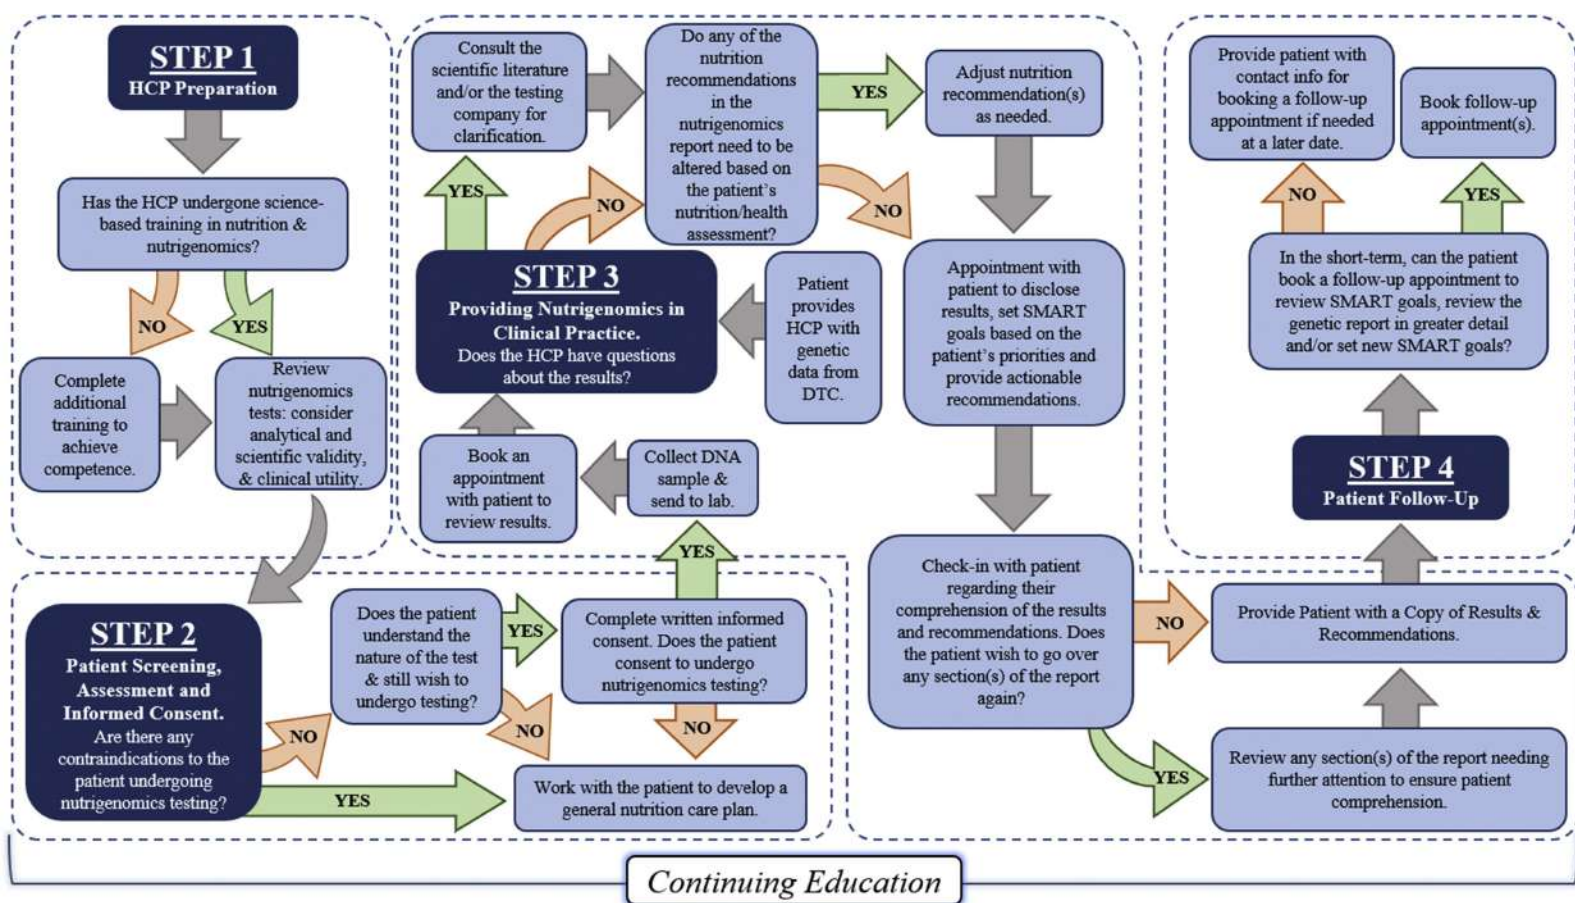 STEP 1
HCP Preparation
Has the HCP undergone science-
based training in nutrition &
nutrigenomics?
NO
YES
Complete
additional
training to
achieve
competence.
Review
nutrigenomics
tests: consider
analytical and
scientific validity,
& clinical utility.
STEP 2
Patient Screening,
Assessment and
Informed Consent.
Are there any
contraindications to the
patient undergoing
nutrigenomics testing?
NO
YES
Does the patient
understand the
nature of the test
& still wish to
undergo testing?
YES
NO
Complete written informed
consent. Does the patient
consent to undergo
nutrigenomics testing?
YES
NO
Work with the patient to develop a
general nutrition care plan.
Collect DNA
sample &
send to lab.
Book an
appointment
with patient to
review results.
STEP 3
Providing Nutrigenomics in
Clinical Practice.
Does the HCP have questions
about the results?
Patient
provides
HCP with
genetic
data from
DTC.
YES
NO
Consult the
scientific literature
and/or the testing
company for
clarification.
Do any of the
nutrition
recommendations
in the
nutrigenomics
report need to be
altered based on
the patient's
nutrition/health
assessment?
YES
NO
Adjust nutrition
recommendation(s)
as needed.
Appointment with
patient to disclose
results, set SMART
goals based on the
patient's priorities and
provide actionable
recommendations.
Check-in with patient
regarding their
comprehension of the results
and recommendations. Does
the patient wish to go over
any section(s) of the report
again?
NO
YES
Provide Patient with a Copy of Results &
Recommendations.
Review any section(s) of the report needing
further attention to ensure patient
comprehension.
STEP 4
Patient Follow-Up
In the short-term, can the patient
book a follow-up appointment to
review SMART goals, review the
genetic report in greater detail
and/or set new SMART goals?
NO
YES
Provide patient with
contact info for
booking a follow-up
appointment if needed
at a later date.
Book follow-up
appointment(s).
Continuing Education